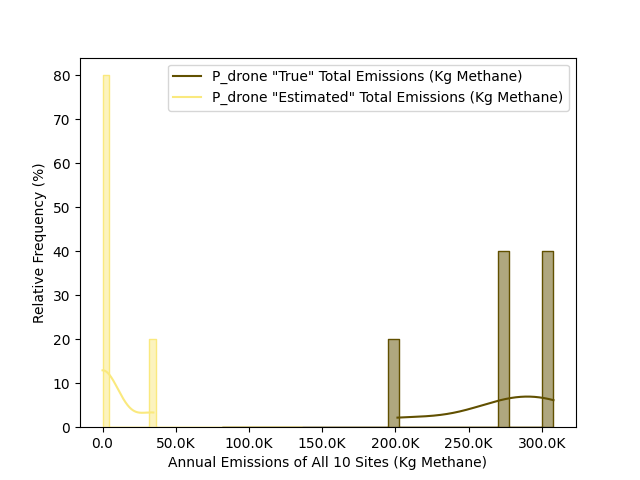 P_drone "True" Total Emissions (Kg Methane)
P_drone "Estimated" Total Emissions (Kg Methane)
80
70
60
50
40
30
20
10
0
Relative Frequency (%)
0.0 50.0K 100.0K 150.0K 200.0K 250.0K 300.0K
Annual Emissions of All 10 Sites (Kg Methane)